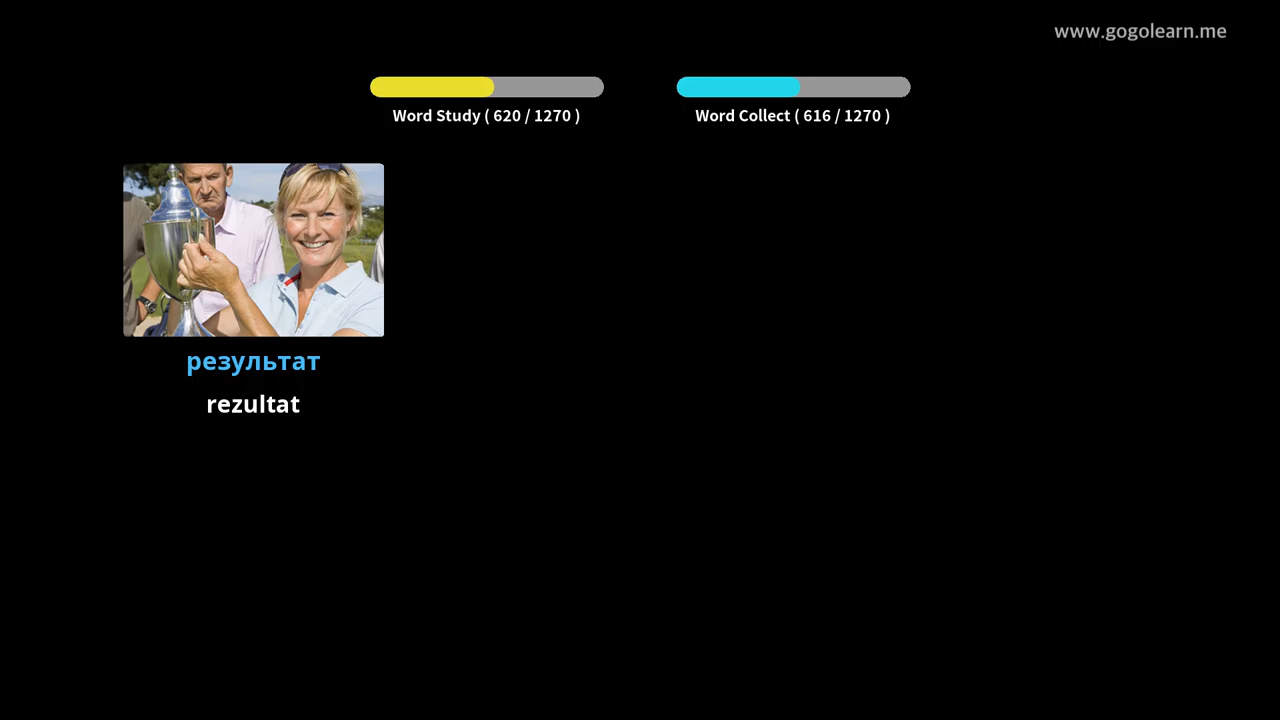 www.gogolearn.me
Word Study ( 620 / 1270 )
Word Collect ( 616 / 1270 )
результат
rezultat